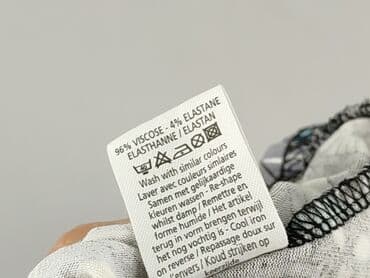 96% VISCOSE - 4% ELASTANE
ELASTHANNE / ELASTAN
Wash with similar colours
Laver avec couleurs similaires
Samen met gelijkaardige
kleuren wassen - Re-shape
whilst damp / Remettre en
forme humide / Het artikel
terug in vorm brengen terwijl
het nog vochtig is - Cool iron
on reverse / Repassage doux sur
/ Koud strijken op